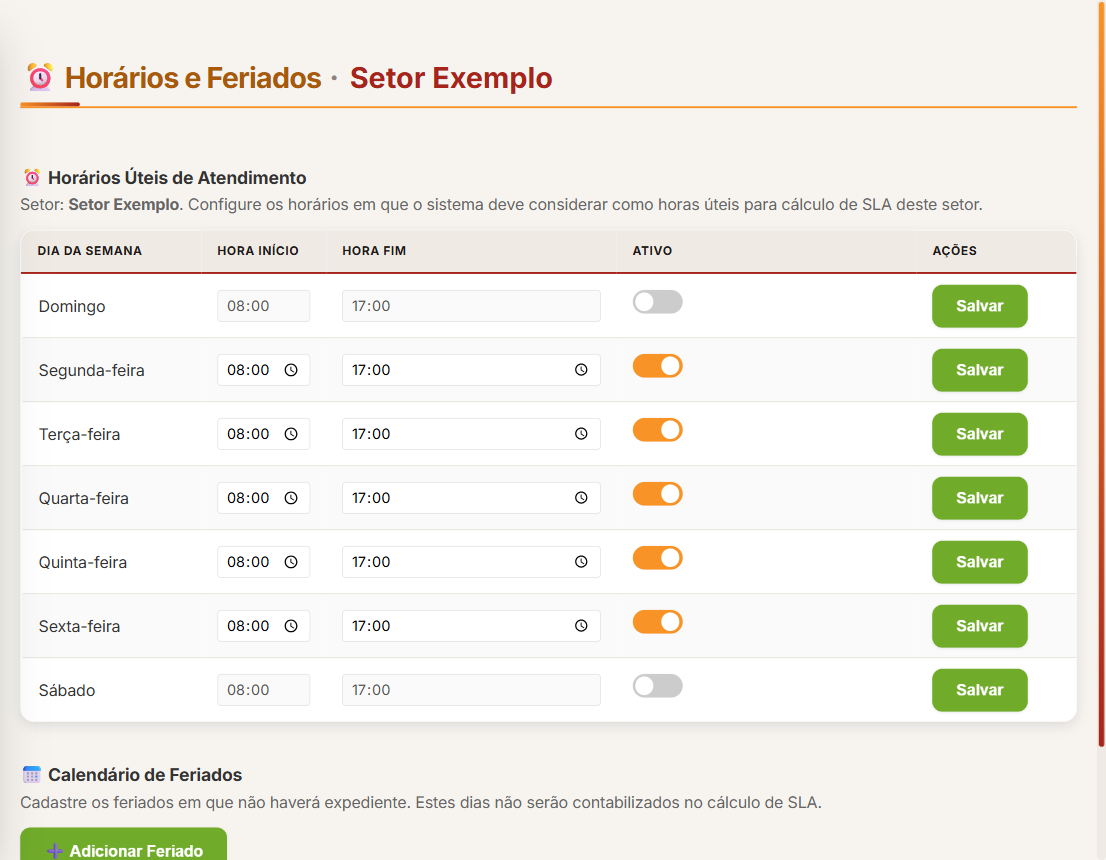 Horários e Feriados · Setor Exemplo
Horários Úteis de Atendimento
Setor: Setor Exemplo. Configure os horários em que o sistema deve considerar como horas úteis para cálculo de SLA deste setor.
DIA DA SEMANA HORA INÍCIO HORA FIM ATIVO AÇÕES
Domingo 08:00 17:00 Salvar
Segunda-feira 08:00 17:00 Salvar
Terça-feira 08:00 17:00 Salvar
Quarta-feira 08:00 17:00 Salvar
Quinta-feira 08:00 17:00 Salvar
Sexta-feira 08:00 17:00 Salvar
Sábado 08:00 17:00 Salvar
Calendário de Feriados
Cadastre os feriados em que não haverá expediente. Estes dias não serão contabilizados no cálculo de SLA.
Adicionar Feriado